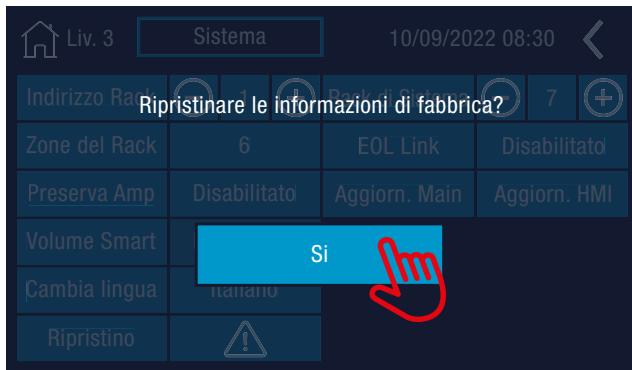 Liv. 3 Sistema 10/09/2022 08:30
Indirizzo Rack 1 Rack di Sistema 7
Ripristinare le informazioni di fabbrica?
Zone del Rack 6 EOL Link Disabilitato
Preserva Amp Disabilitato Aggiorn. Main Aggiorn. HMI
Volume Smart
Si
Cambia lingua Italiano
Ripristino